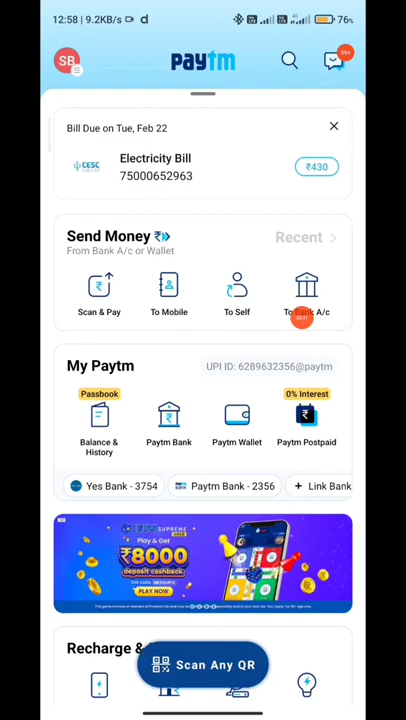 12:58 | 9.2KB/s
76%
SB
paytm
99+
Bill Due on Tue, Feb 22
CESC
Electricity Bill
75000652963
₹430
Send Money
Recent
From Bank A/c or Wallet
Scan & Pay
To Mobile
To Self
To Bank A/c
My Paytm
UPI ID: 6289632356@paytm
Passbook
0% Interest
Balance & History
Paytm Bank
Paytm Wallet
Paytm Postpaid
Yes Bank - 3754
Paytm Bank - 2356
+ Link Bank
SUPREME
GOLD
Play & Get
₹8000
deposit cashback
PLAY NOW
Recharge &
Scan Any QR